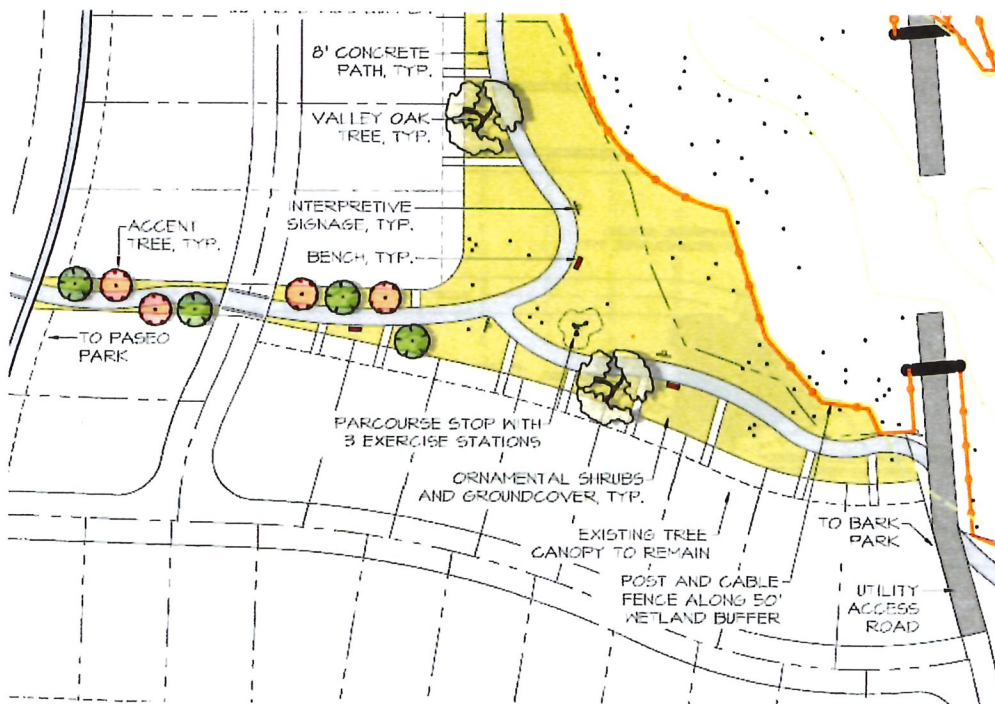 8' CONCRETE
PATH, TYP.
VALLEY OAK
TREE, TYP.
INTERPRETIVE
SIGNAGE, TYP.
ACCENT
TREE, TYP.
BENCH, TYP.
TO PASEO
PARK
PARCOURSE STOP WITH
3 EXERCISE STATIONS
ORNAMENTAL SHRUBS
AND GROUNDCOVER, TYP.
EXISTING TREE
CANOPY TO REMAIN
TO BARK
PARK
POST AND CABLE
FENCE ALONG 50'
WETLAND BUFFER
UTILITY
ACCESS
ROAD